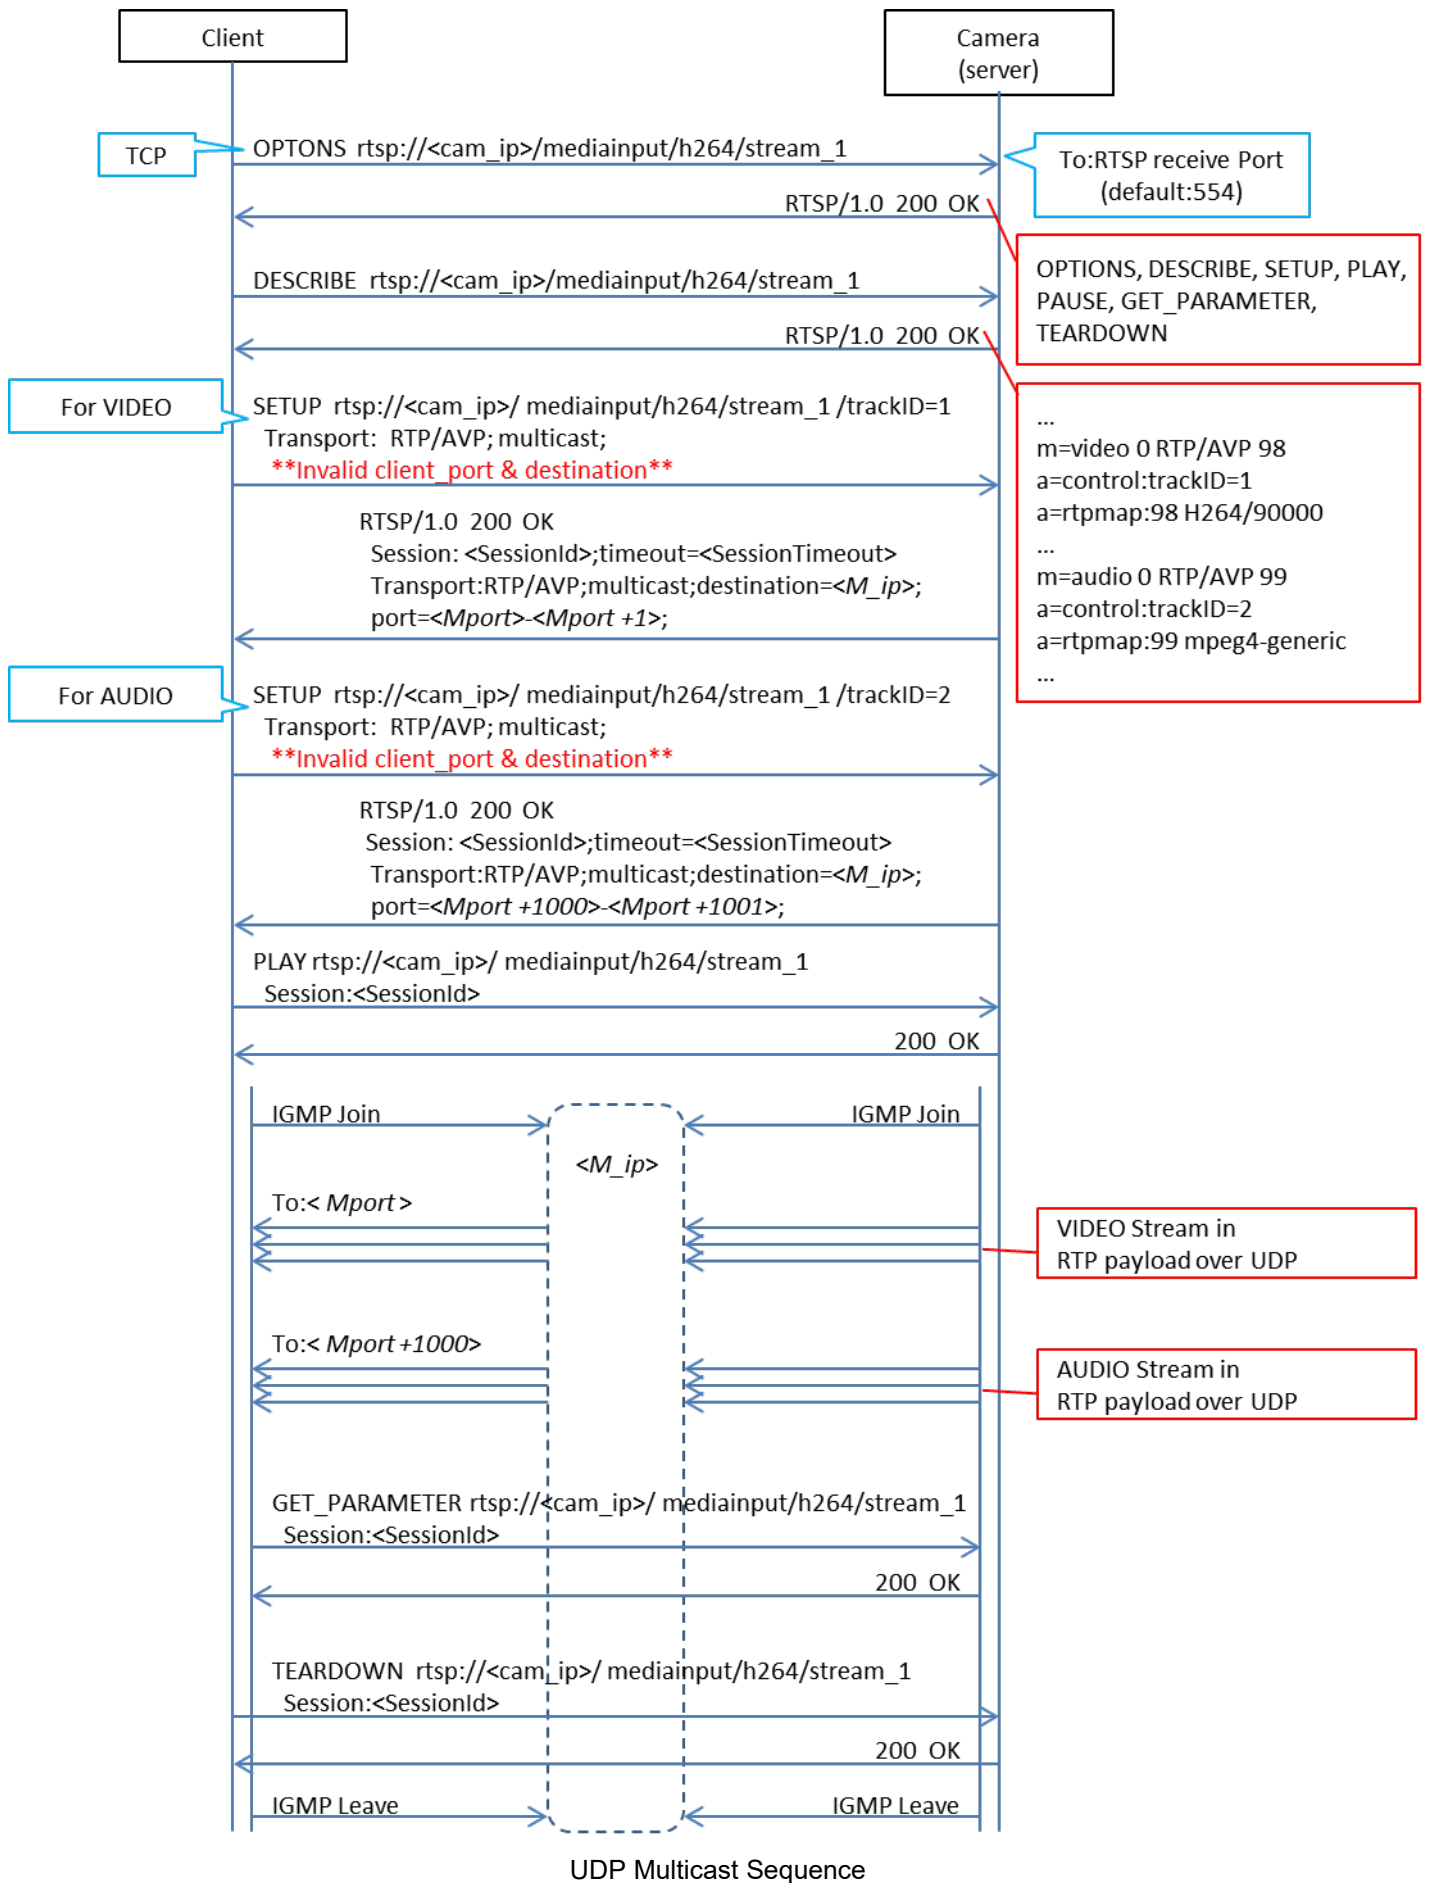 Client
Camera
(server)
TCP
OPTONS rtsp://<cam_ip>/mediainput/h264/stream_1
To:RTSP receive Port
(default:554)
RTSP/1.0 200 OK
OPTIONS, DESCRIBE, SETUP, PLAY,
PAUSE, GET_PARAMETER,
TEARDOWN
DESCRIBE rtsp://<cam_ip>/mediainput/h264/stream_1
RTSP/1.0 200 OK
...
m=video 0 RTP/AVP 98
a=control:trackID=1
a=rtpmap:98 H264/90000
...
m=audio 0 RTP/AVP 99
a=control:trackID=2
a=rtpmap:99 mpeg4-generic
...
For VIDEO
SETUP rtsp://<cam_ip>/ mediainput/h264/stream_1 /trackID=1
Transport: RTP/AVP; multicast;
**Invalid client_port & destination**
RTSP/1.0 200 OK
Session: <SessionId>;timeout=<SessionTimeout>
Transport:RTP/AVP;multicast;destination=<M_ip>;
port=<Mport>-<Mport +1>;
For AUDIO
SETUP rtsp://<cam_ip>/ mediainput/h264/stream_1 /trackID=2
Transport: RTP/AVP; multicast;
**Invalid client_port & destination**
RTSP/1.0 200 OK
Session: <SessionId>;timeout=<SessionTimeout>
Transport:RTP/AVP;multicast;destination=<M_ip>;
port=<Mport +1000>-<Mport +1001>;
PLAY rtsp://<cam_ip>/ mediainput/h264/stream_1
Session:<SessionId>
200 OK
IGMP Join
IGMP Join
<M_ip>
To:< Mport >
VIDEO Stream in
RTP payload over UDP
To:< Mport +1000>
AUDIO Stream in
RTP payload over UDP
GET_PARAMETER rtsp://<cam_ip>/ mediainput/h264/stream_1
Session:<SessionId>
200 OK
TEARDOWN rtsp://<cam_ip>/ mediainput/h264/stream_1
Session:<SessionId>
200 OK
IGMP Leave
IGMP Leave
UDP Multicast Sequence